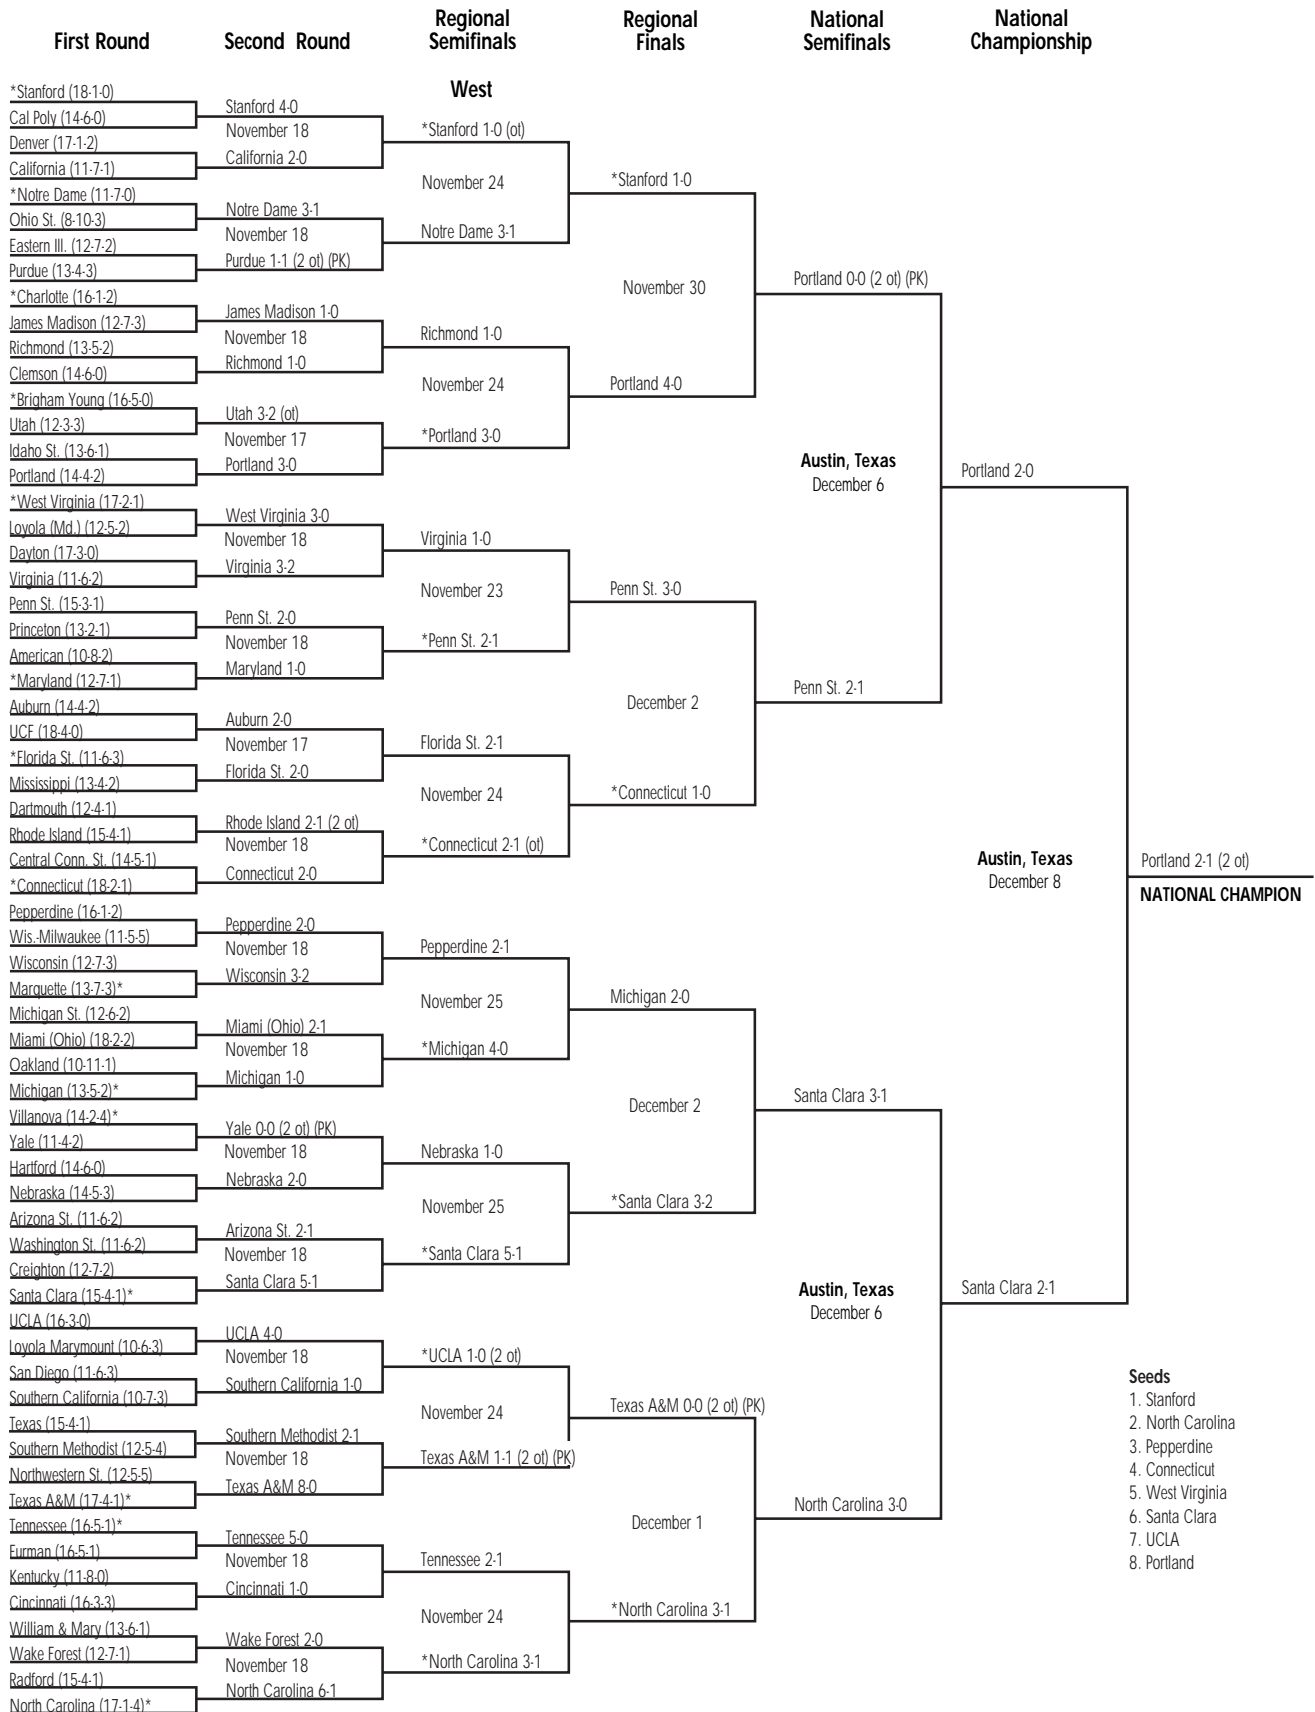 First Round
Second Round
Regional
Semifinals
Regional
Finals
National
Semifinals
National
Championship
West
*Stanford (18-1-0)
Cal Poly (14-6-0)
Denver (17-1-2)
California (11-7-1)
*Notre Dame (11-7-0)
Ohio St. (8-10-3)
Eastern Ill. (12-7-2)
Purdue (13-4-3)
*Charlotte (16-1-2)
James Madison (12-7-3)
Richmond (13-5-2)
Clemson (14-6-0)
*Brigham Young (16-5-0)
Utah (12-3-3)
Idaho St. (13-6-1)
Portland (14-4-2)
*West Virginia (17-2-1)
Loyola (Md.) (12-5-2)
Dayton (17-3-0)
Virginia (11-6-2)
Penn St. (15-3-1)
Princeton (13-2-1)
American (10-8-2)
*Maryland (12-7-1)
Auburn (14-4-2)
UCF (18-4-0)
*Florida St. (11-6-3)
Mississippi (13-4-2)
Dartmouth (12-4-1)
Rhode Island (15-4-1)
Central Conn. St. (14-5-1)
*Connecticut (18-2-1)
Pepperdine (16-1-2)
Wis.-Milwaukee (11-5-5)
Wisconsin (12-7-3)
Marquette (13-7-3)*
Michigan St. (12-6-2)
Miami (Ohio) (18-2-2)
Oakland (10-11-1)
Michigan (13-5-2)*
Villanova (14-2-4)*
Yale (11-4-2)
Hartford (14-6-0)
Nebraska (14-5-3)
Arizona St. (11-6-2)
Washington St. (11-6-2)
Creighton (12-7-2)
Santa Clara (15-4-1)*
UCLA (16-3-0)
Loyola Marymount (10-6-3)
San Diego (11-6-3)
Southern California (10-7-3)
Texas (15-4-1)
Southern Methodist (12-5-4)
Northwestern St. (12-5-5)
Texas A&M (17-4-1)*
Tennessee (16-5-1)*
Furman (16-5-1)
Kentucky (11-8-0)
Cincinnati (16-3-3)
William & Mary (13-6-1)
Wake Forest (12-7-1)
Radford (15-4-1)
North Carolina (17-1-4)*
Stanford 4-0
November 18
California 2-0
Notre Dame 3-1
November 18
Purdue 1-1 (2 ot) (PK)
James Madison 1-0
November 18
Richmond 1-0
Utah 3-2 (ot)
November 17
Portland 3-0
West Virginia 3-0
November 18
Virginia 3-2
Penn St. 2-0
November 18
Maryland 1-0
Auburn 2-0
November 17
Florida St. 2-0
Rhode Island 2-1 (2 ot)
November 18
Connecticut 2-0
Pepperdine 2-0
November 18
Wisconsin 3-2
Miami (Ohio) 2-1
November 18
Michigan 1-0
Yale 0-0 (2 ot) (PK)
November 18
Nebraska 2-0
Arizona St. 2-1
November 18
Santa Clara 5-1
UCLA 4-0
November 18
Southern California 1-0
Southern Methodist 2-1
November 18
Texas A&M 8-0
Tennessee 5-0
November 18
Cincinnati 1-0
Wake Forest 2-0
November 18
North Carolina 6-1
*Stanford 1-0 (ot)
November 24
Notre Dame 3-1
Richmond 1-0
November 24
*Portland 3-0
Virginia 1-0
November 23
*Penn St. 2-1
Florida St. 2-1
November 24
*Connecticut 2-1 (ot)
Pepperdine 2-1
November 25
*Michigan 4-0
Nebraska 1-0
November 25
*Santa Clara 5-1
*UCLA 1-0 (2 ot)
November 24
Texas A&M 1-1 (2 ot) (PK)
Tennessee 2-1
November 24
*North Carolina 3-1
*Stanford 1-0
November 30
Portland 4-0
Penn St. 3-0
December 2
*Connecticut 1-0
Michigan 2-0
December 2
*Santa Clara 3-2
Texas A&M 0-0 (2 ot) (PK)
December 1
*North Carolina 3-1
Portland 0-0 (2 ot) (PK)
Austin, Texas
December 6
Penn St. 2-1
Santa Clara 3-1
Austin, Texas
December 6
North Carolina 3-0
Portland 2-0
Austin, Texas
December 8
Santa Clara 2-1
Portland 2-1 (2 ot)
NATIONAL CHAMPION
Seeds
1. Stanford
2. North Carolina
3. Pepperdine
4. Connecticut
5. West Virginia
6. Santa Clara
7. UCLA
8. Portland